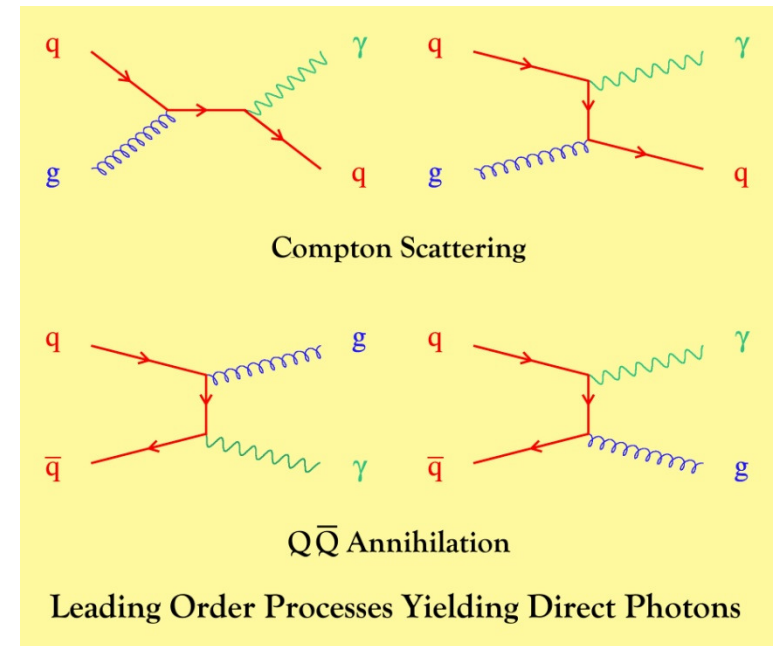 q γ q γ
g q g q
Compton Scattering
q g q γ
q̅ γ q̅ g
QQ̅ Annihilation
Leading Order Processes Yielding Direct Photons